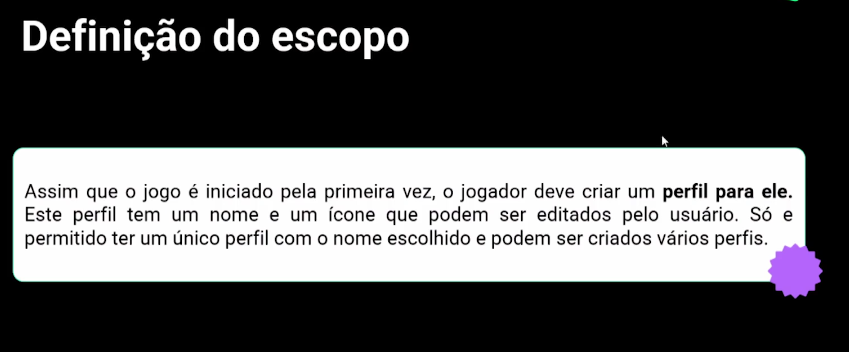 Definição do escopo
Assim que o jogo é iniciado pela primeira vez, o jogador deve criar um perfil para ele.
Este perfil tem um nome e um ícone que podem ser editados pelo usuário. Só e
permitido ter um único perfil com o nome escolhido e podem ser criados vários perfis.